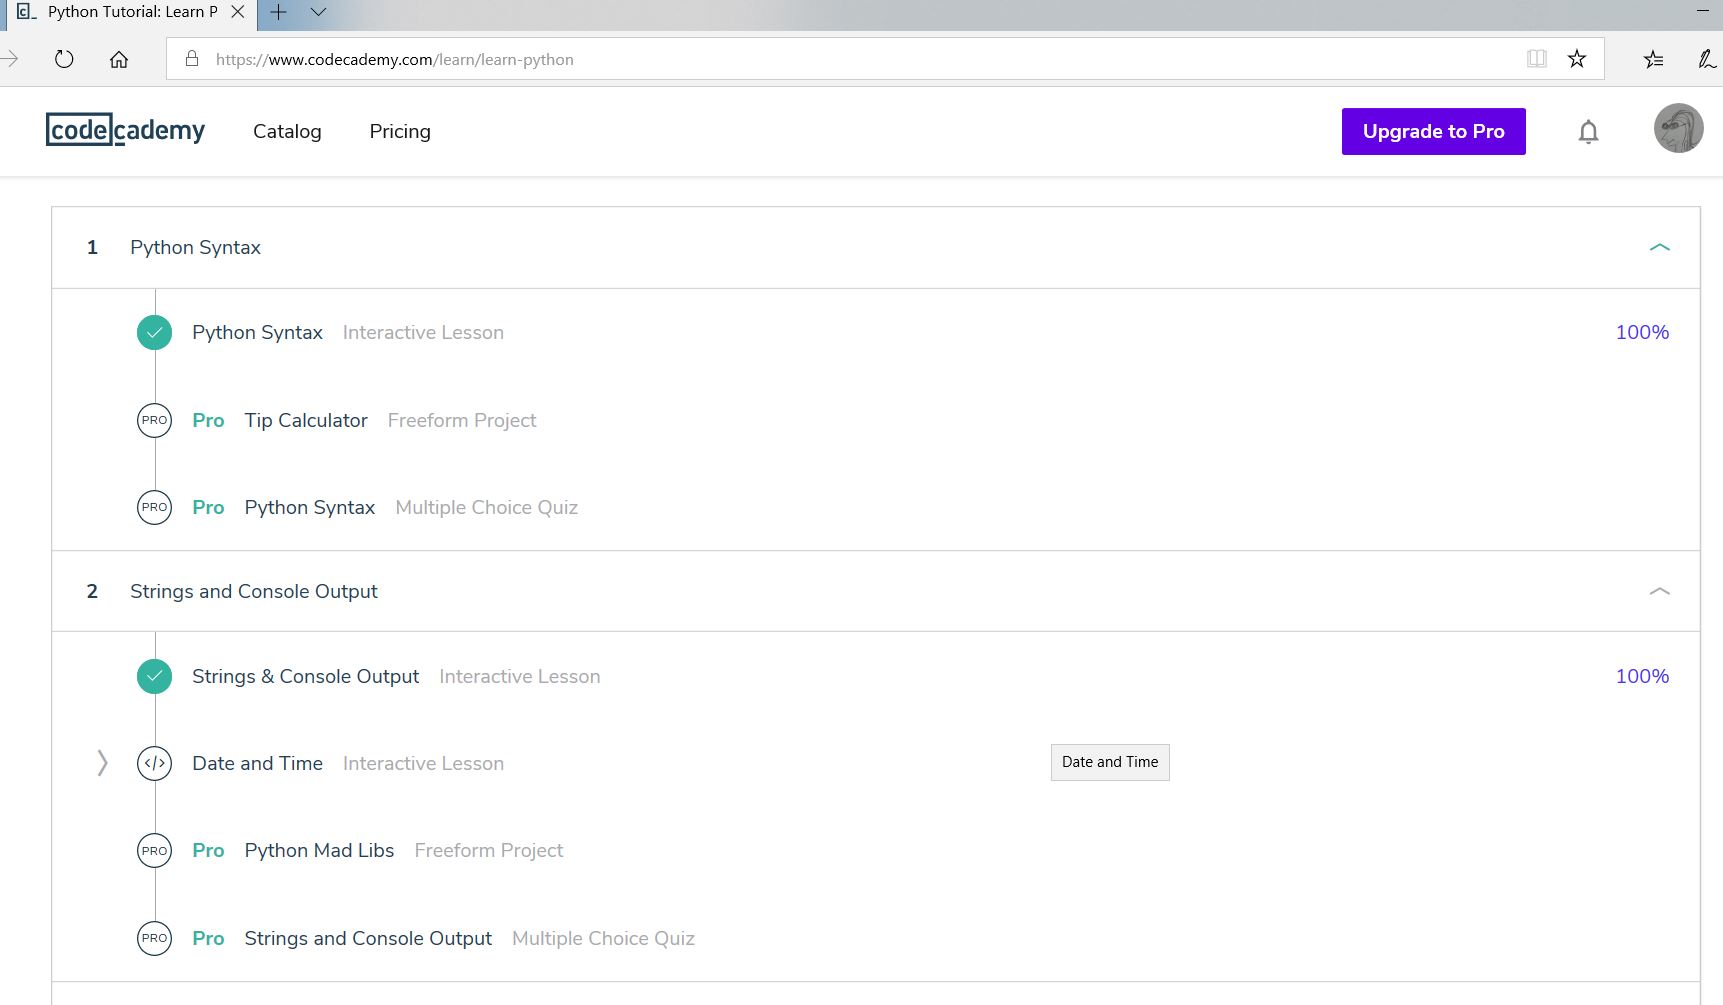 Python Tutorial: Learn P
https://www.codecademy.com/learn/learn-python
codecademy Catalog Pricing Upgrade to Pro
1 Python Syntax
Python Syntax Interactive Lesson 100%
PRO Pro Tip Calculator Freeform Project
PRO Pro Python Syntax Multiple Choice Quiz
2 Strings and Console Output
Strings & Console Output Interactive Lesson 100%
</> Date and Time Interactive Lesson Date and Time
PRO Pro Python Mad Libs Freeform Project
PRO Pro Strings and Console Output Multiple Choice Quiz